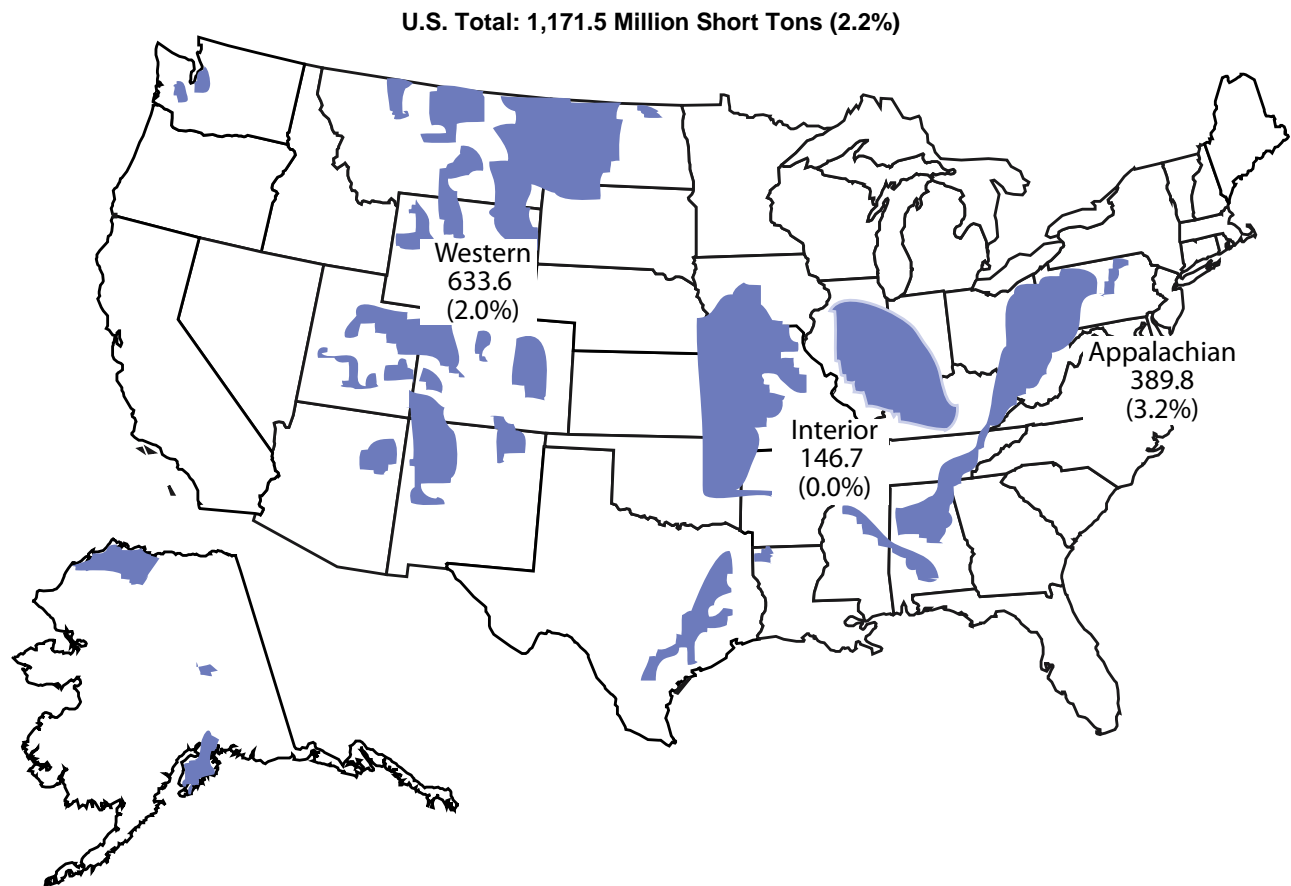 U.S. Total: 1,171.5 Million Short Tons (2.2%)
Western
633.6
(2.0%)
Appalachian
389.8
(3.2%)
Interior
146.7
(0.0%)